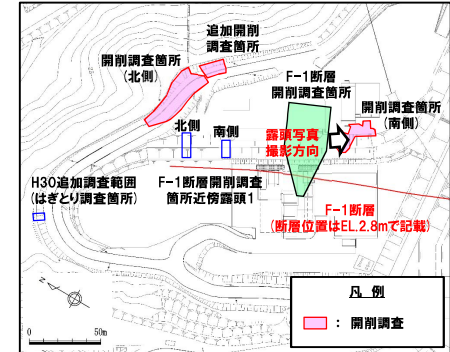 追加開削
調査箇所
開削調査箇所
(北側)
F-1断層
開削調査箇所
開削調査箇所
(南側)
北側
南側
露頭写真
撮影方向
H30追加調査範囲
(はぎとり調査箇所)
F-1断層開削調査
箇所近傍露頭1
F-1断層
(断層位置はEL.2.8mで記載)
N
0
50m
凡 例
: 開削調査